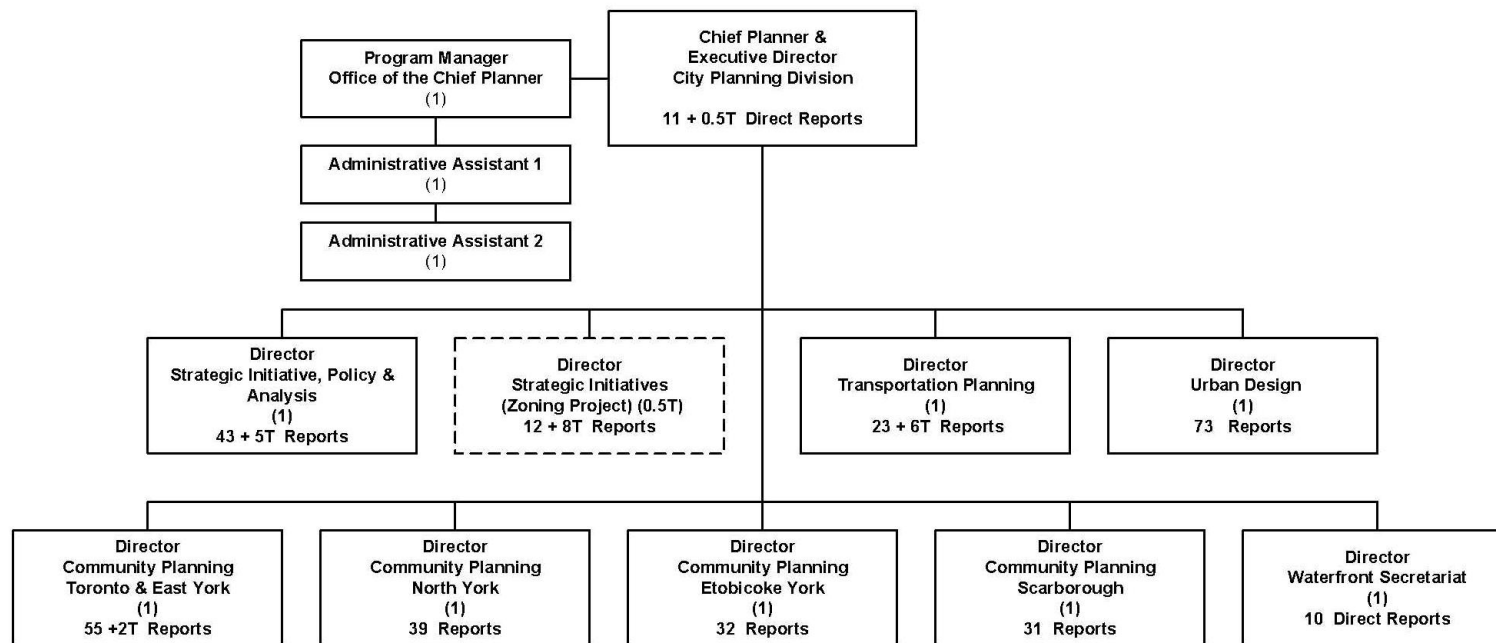 Chief Planner &
Executive Director
City Planning Division
11 + 0.5T Direct Reports
Program Manager
Office of the Chief Planner
(1)
Administrative Assistant 1
(1)
Administrative Assistant 2
(1)
Director
Strategic Initiative, Policy &
Analysis
(1)
43 + 5T Reports
Director
Strategic Initiatives
(Zoning Project) (0.5T)
12 + 8T Reports
Director
Transportation Planning
(1)
23 + 6T Reports
Director
Urban Design
(1)
73 Reports
Director
Community Planning
Toronto & East York
(1)
55 +2T Reports
Director
Community Planning
North York
(1)
39 Reports
Director
Community Planning
Etobicoke York
(1)
32 Reports
Director
Community Planning
Scarborough
(1)
31 Reports
Director
Waterfront Secretariat
(1)
10 Direct Reports